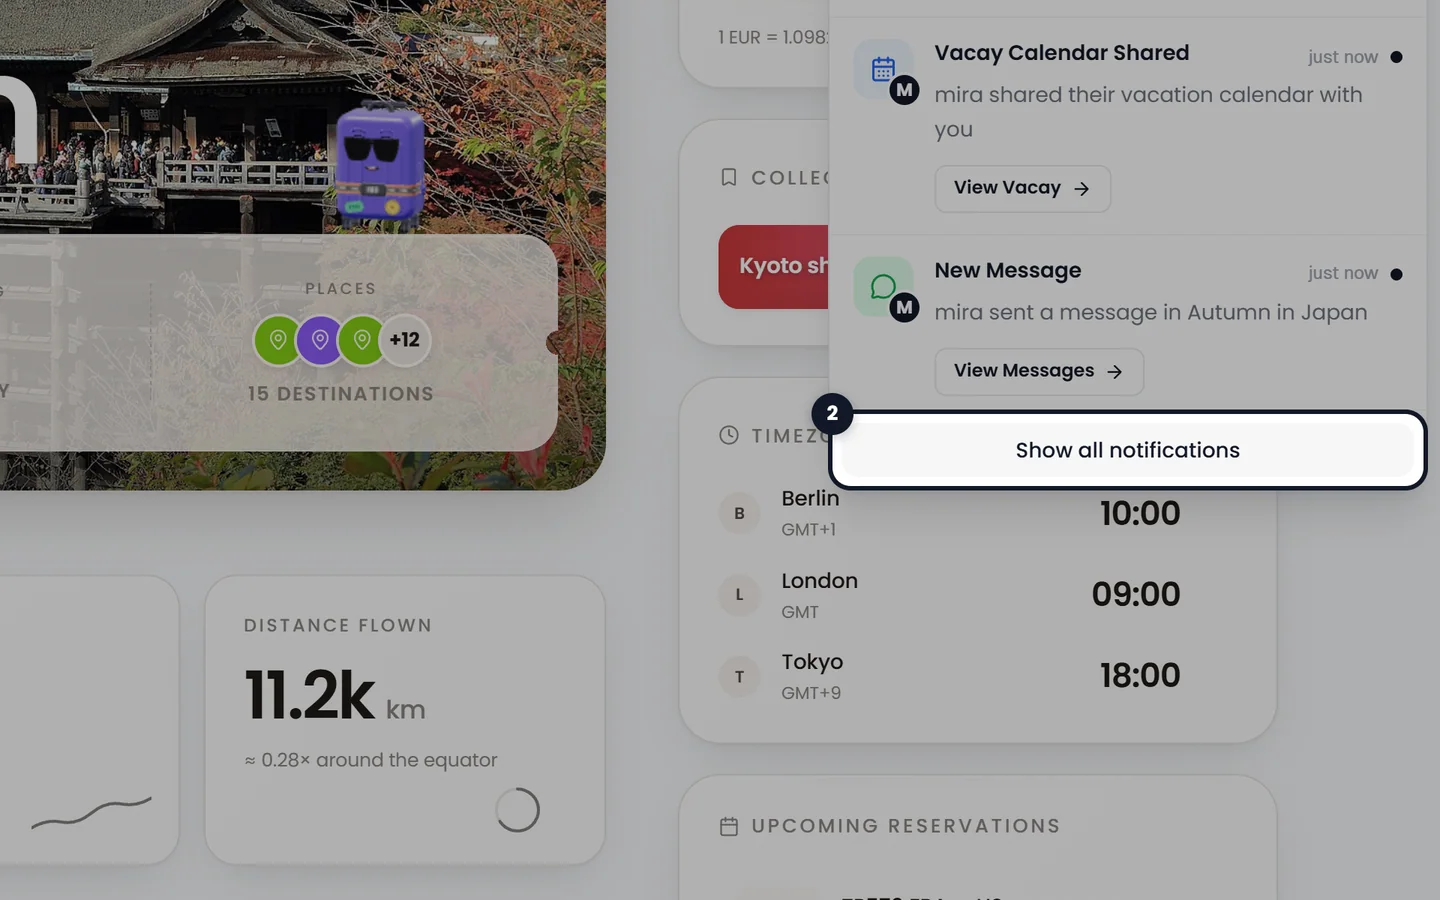 1 EUR = 1.098
Vacay Calendar Shared
just now
M
mira shared their vacation calendar with
you
View Vacay →
COLLEC
Kyoto sh
New Message
just now
M
mira sent a message in Autumn in Japan
View Messages →
2
Show all notifications
PLACES
+12
15 DESTINATIONS
Y
TIMEZO
B
Berlin
GMT+1
10:00
L
London
GMT
09:00
T
Tokyo
GMT+9
18:00
DISTANCE FLOWN
11.2k km
≈ 0.28× around the equator
UPCOMING RESERVATIONS